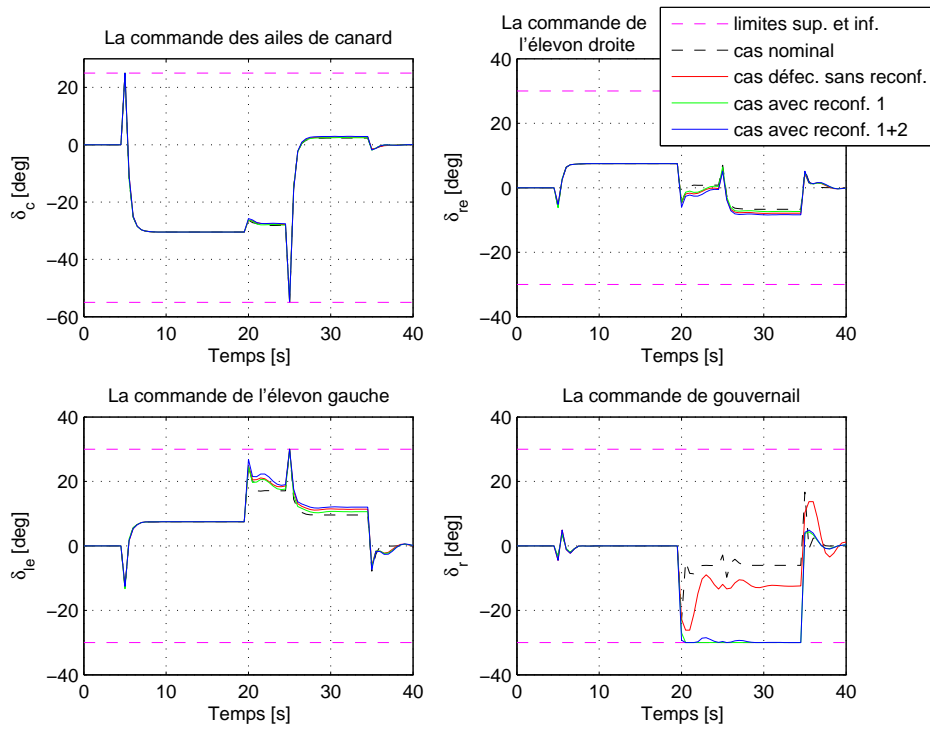 La commande des ailes de canard
20
0
−20
−40
−60
δc [deg]
0
10
20
30
40
Temps [s]
La commande de
l'élevon droite
40
20
0
−20
−40
δre [deg]
0
10
20
30
40
Temps [s]
limites sup. et inf.
cas nominal
cas défec. sans reconf.
cas avec reconf. 1
cas avec reconf. 1+2
La commande de l'élevon gauche
40
20
0
−20
−40
δle [deg]
0
10
20
30
40
Temps [s]
La commande de gouvernail
40
20
0
−20
−40
δr [deg]
0
10
20
30
40
Temps [s]